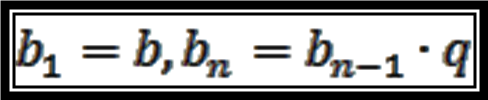 b₁ = b, bₙ = bₙ₋₁ · q